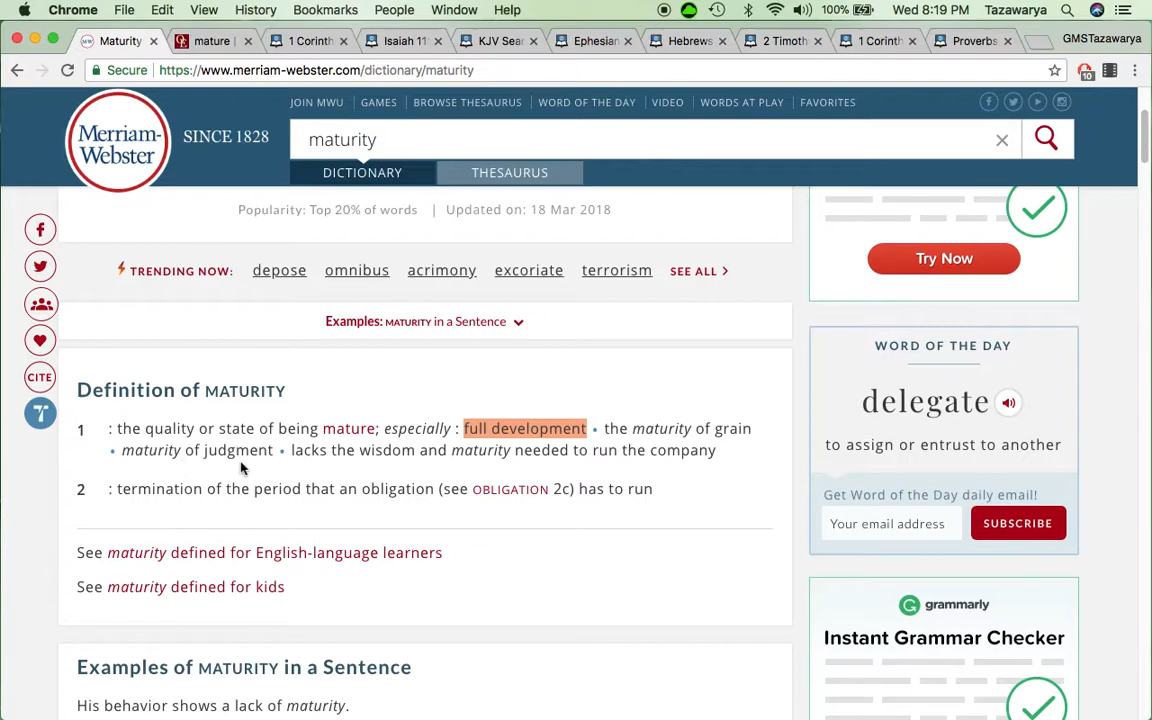 Chrome File Edit View History Bookmarks People Window Help 100% Wed 8:19 PM Tazawarya
Maturity mature | 1 Corinth Isaiah 11: KJV Sear Ephesian Hebrews 2 Timoth 1 Corinth Proverbs GMSTazawarya
Secure https://www.merriam-webster.com/dictionary/maturity 10
JOIN MWU GAMES BROWSE THESAURUS WORD OF THE DAY VIDEO WORDS AT PLAY FAVORITES
Merriam-
Webster
SINCE 1828
maturity
DICTIONARY THESAURUS
Popularity: Top 20% of words | Updated on: 18 Mar 2018
TRENDING NOW: depose omnibus acrimony excoriate terrorism SEE ALL >
Examples: MATURITY in a Sentence
Definition of MATURITY
1 : the quality or state of being mature; especially : full development • the maturity of grain
• maturity of judgment • lacks the wisdom and maturity needed to run the company
2 : termination of the period that an obligation (see OBLIGATION 2c) has to run
See maturity defined for English-language learners
See maturity defined for kids
Examples of MATURITY in a Sentence
His behavior shows a lack of maturity.
CITE
Try Now
WORD OF THE DAY
delegate
to assign or entrust to another
Get Word of the Day daily email!
Your email address SUBSCRIBE
grammarly
Instant Grammar Checker